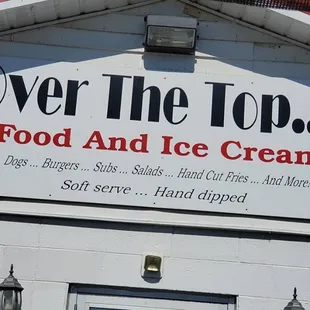 Over The Top...
Food And Ice Cream
Dogs ... Burgers ... Subs ... Salads ... Hand Cut Fries ... And More
Soft serve ... Hand dipped